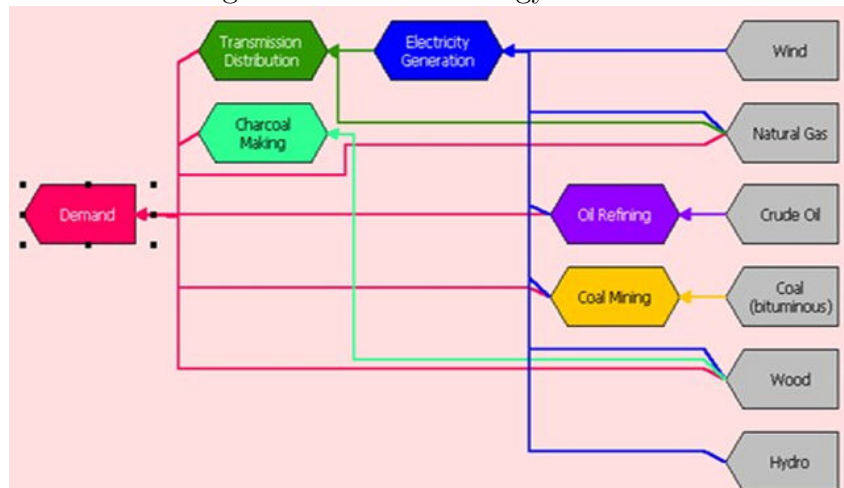 Transmission
Distribution
Electricity
Generation
Wind
Charcoal
Making
Natural Gas
Demand
Oil Refining
Crude Oil
Coal Mining
Coal
(bituminous)
Wood
Hydro